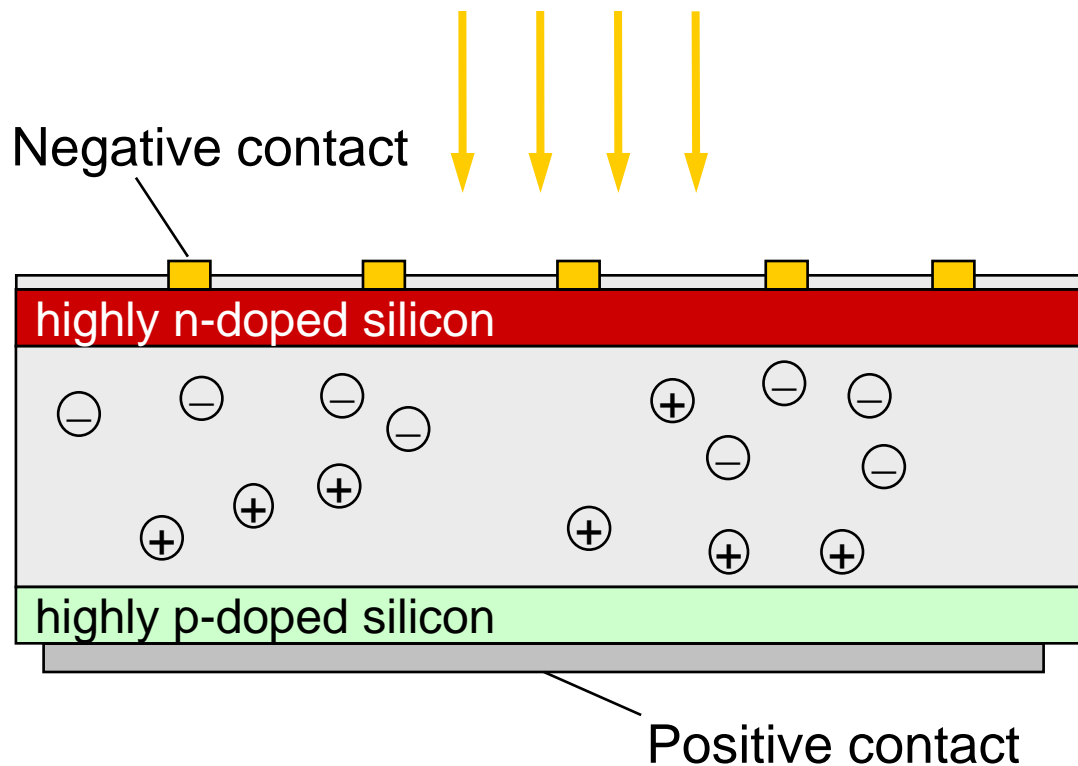 Negative contact
highly n-doped silicon
– – – – + – –
– –
+ + + +
+ + +
highly p-doped silicon
Positive contact